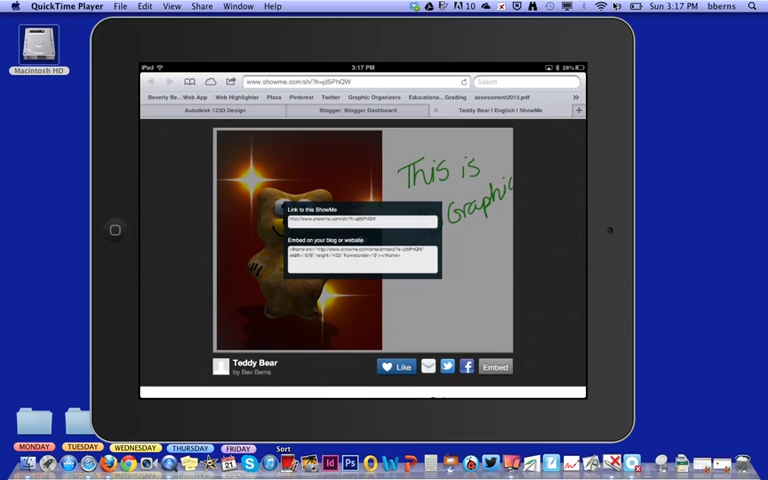 QuickTime Player File Edit View Share Window Help
10
Sun 3:17 PM bberns
Macintosh HD
iPad 3:17 PM 28%
www.showme.com/sh/?h=jd5PhQW Search
Beverly Be...Web App Web Highlighter Plaza Pinterest Twitter Graphic Organizers Educationa...Grading assessment2013.pdf
Autodesk 123D Design Blogger: Blogger Dashboard Teddy Bear | English | ShowMe
This is
Graphic
Link to this ShowMe
Embed on your blog or website
Teddy Bear
by Bev Berns
Like Embed
MONDAY TUESDAY WEDNESDAY THURSDAY FRIDAY Sort
21
Id Ps